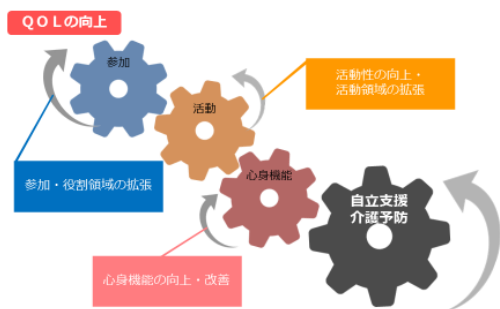 QOLの向上
参加
活動
活動性の向上・
活動領域の拡張
心身機能
参加・役割領域の拡張
自立支援
介護予防
心身機能の向上・改善